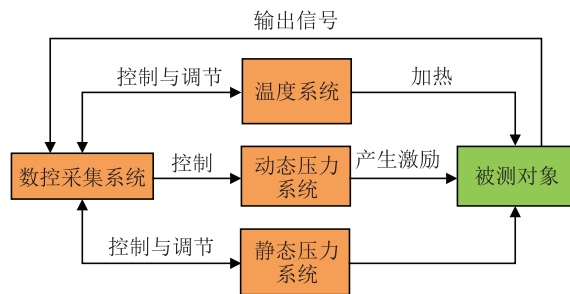 输出信号
控制与调节
温度系统
加热
数控采集系统
控制
动态压力
系统
产生激励
被测对象
控制与调节
静态压力
系统